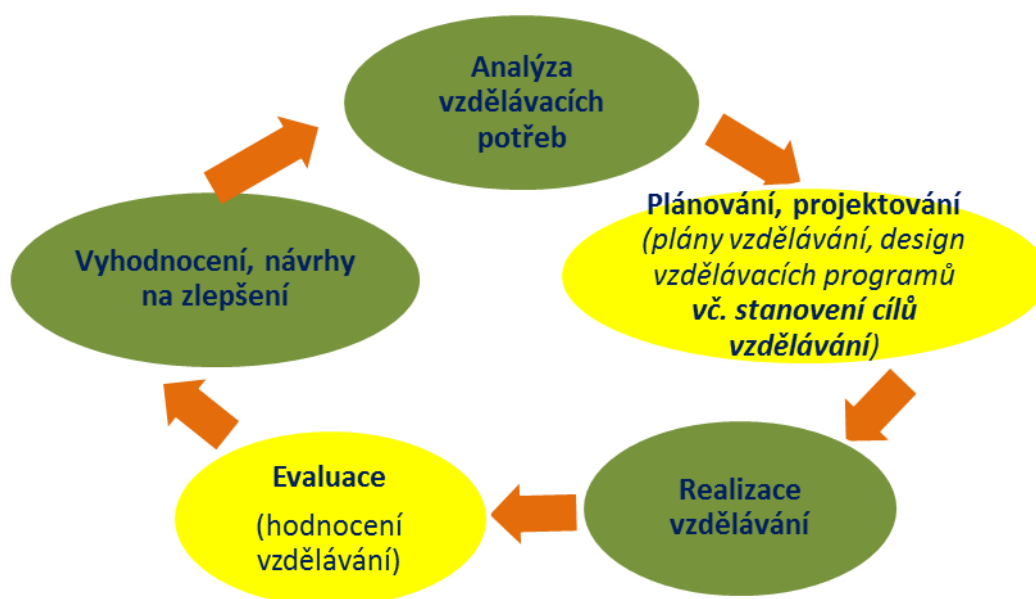 Analýza
vzdělávacích
potřeb
Plánování, projektování
(plány vzdělávání, design
vzdělávacích programů
vč. stanovení cílů
vzdělávání)
Realizace
vzdělávání
Evaluace
(hodnocení
vzdělávání)
Vyhodnocení, návrhy
na zlepšení